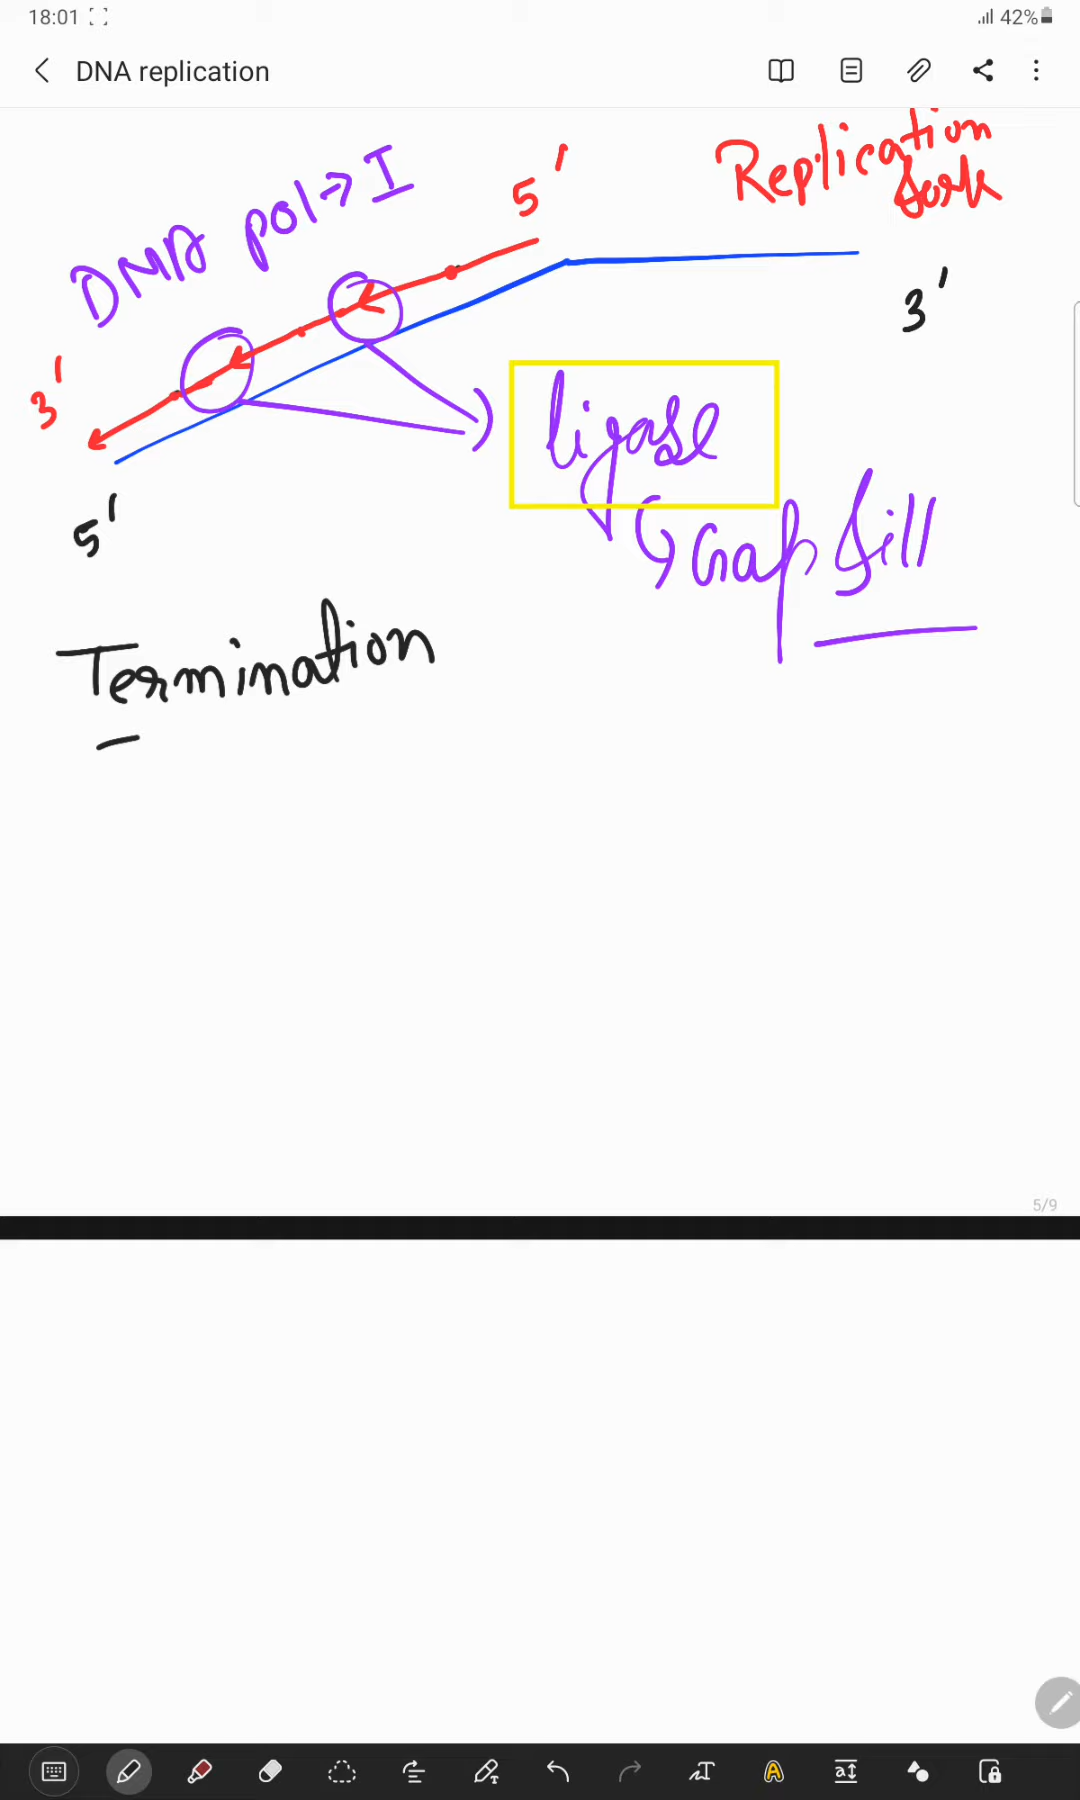 18:01
42%
DNA replication
Replication
fork
DNA pol→I
5'
3'
3'
ligase
5'
Gap fill
Termination
5/9